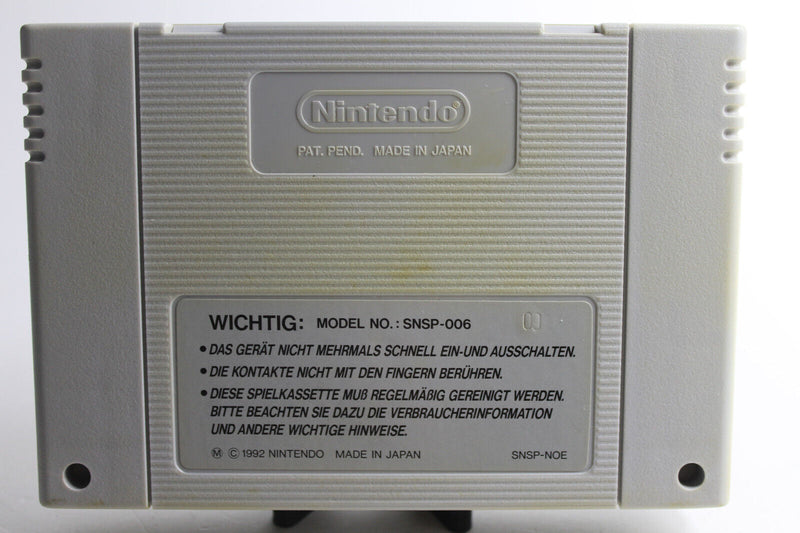 Nintendo®
PAT. PEND. MADE IN JAPAN
WICHTIG: MODEL NO.: SNSP-006
• DAS GERÄT NICHT MEHRMALS SCHNELL EIN-UND AUSSCHALTEN.
• DIE KONTAKTE NICHT MIT DEN FINGERN BERÜHREN.
• DIESE SPIELKASSETTE MUß REGELMÄßIG GEREINIGT WERDEN.
BITTE BEACHTEN SIE DAZU DIE VERBRAUCHERINFORMATION
UND ANDERE WICHTIGE HINWEISE.
Ⓜ © 1992 NINTENDO MADE IN JAPAN SNSP-NOE